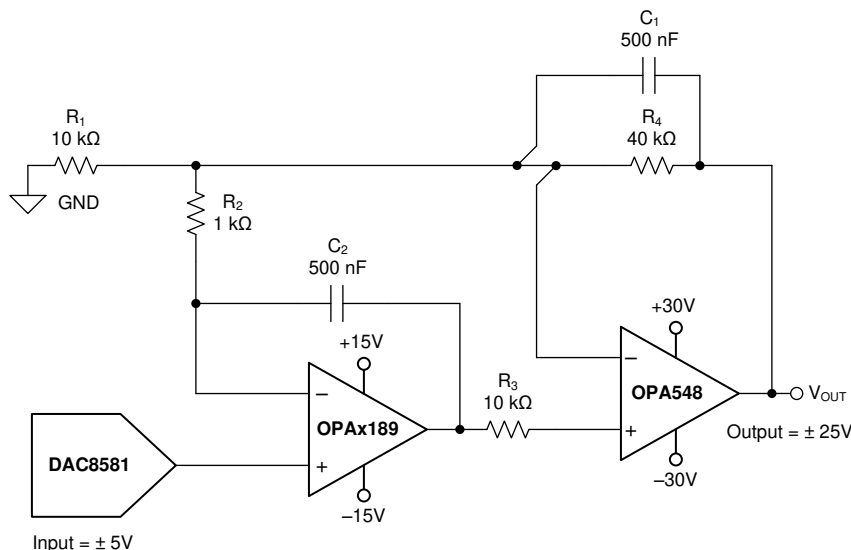 C1
500 nF
R1
10 kΩ
R4
40 kΩ
GND
R2
1 kΩ
C2
500 nF
+15V
+30V
R3
10 kΩ
–
OPAx189
+
–15V
–
OPA548
+
–30V
VOUT
Output = ± 25V
DAC8581
Input = ± 5V